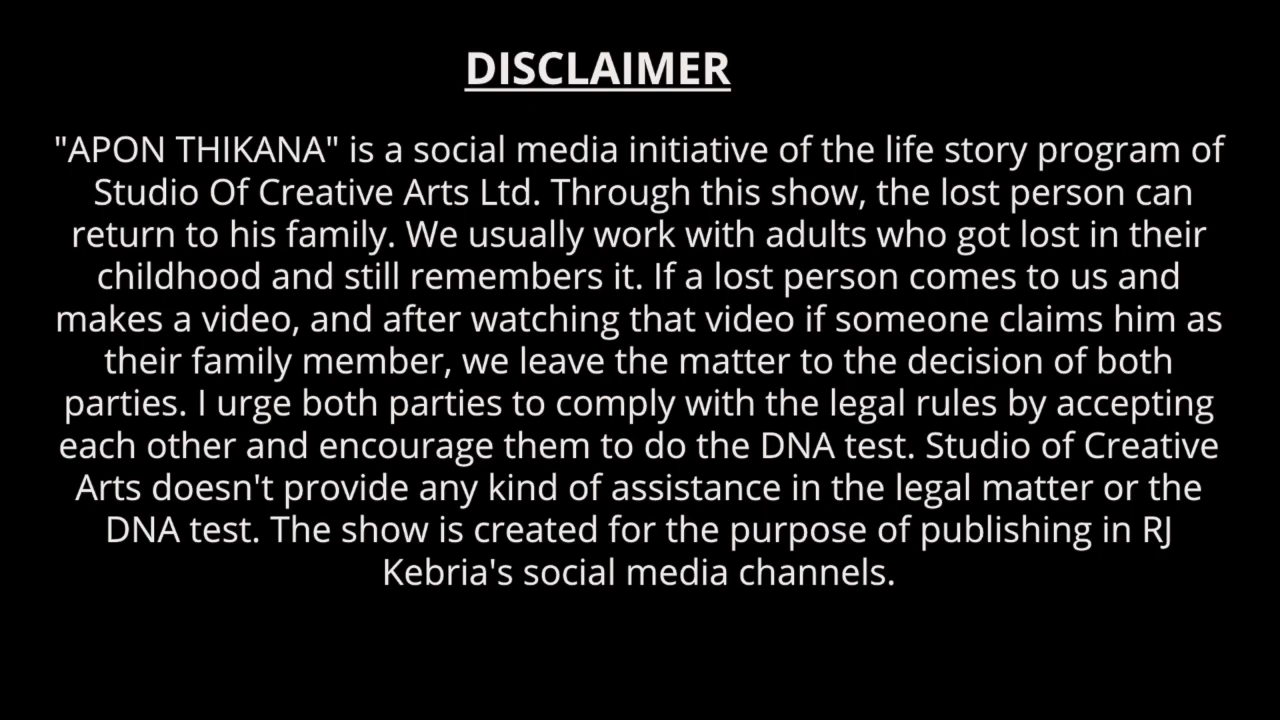 DISCLAIMER
"APON THIKANA" is a social media initiative of the life story program of
Studio Of Creative Arts Ltd. Through this show, the lost person can
return to his family. We usually work with adults who got lost in their
childhood and still remembers it. If a lost person comes to us and
makes a video, and after watching that video if someone claims him as
their family member, we leave the matter to the decision of both
parties. I urge both parties to comply with the legal rules by accepting
each other and encourage them to do the DNA test. Studio of Creative
Arts doesn't provide any kind of assistance in the legal matter or the
DNA test. The show is created for the purpose of publishing in RJ
Kebria's social media channels.